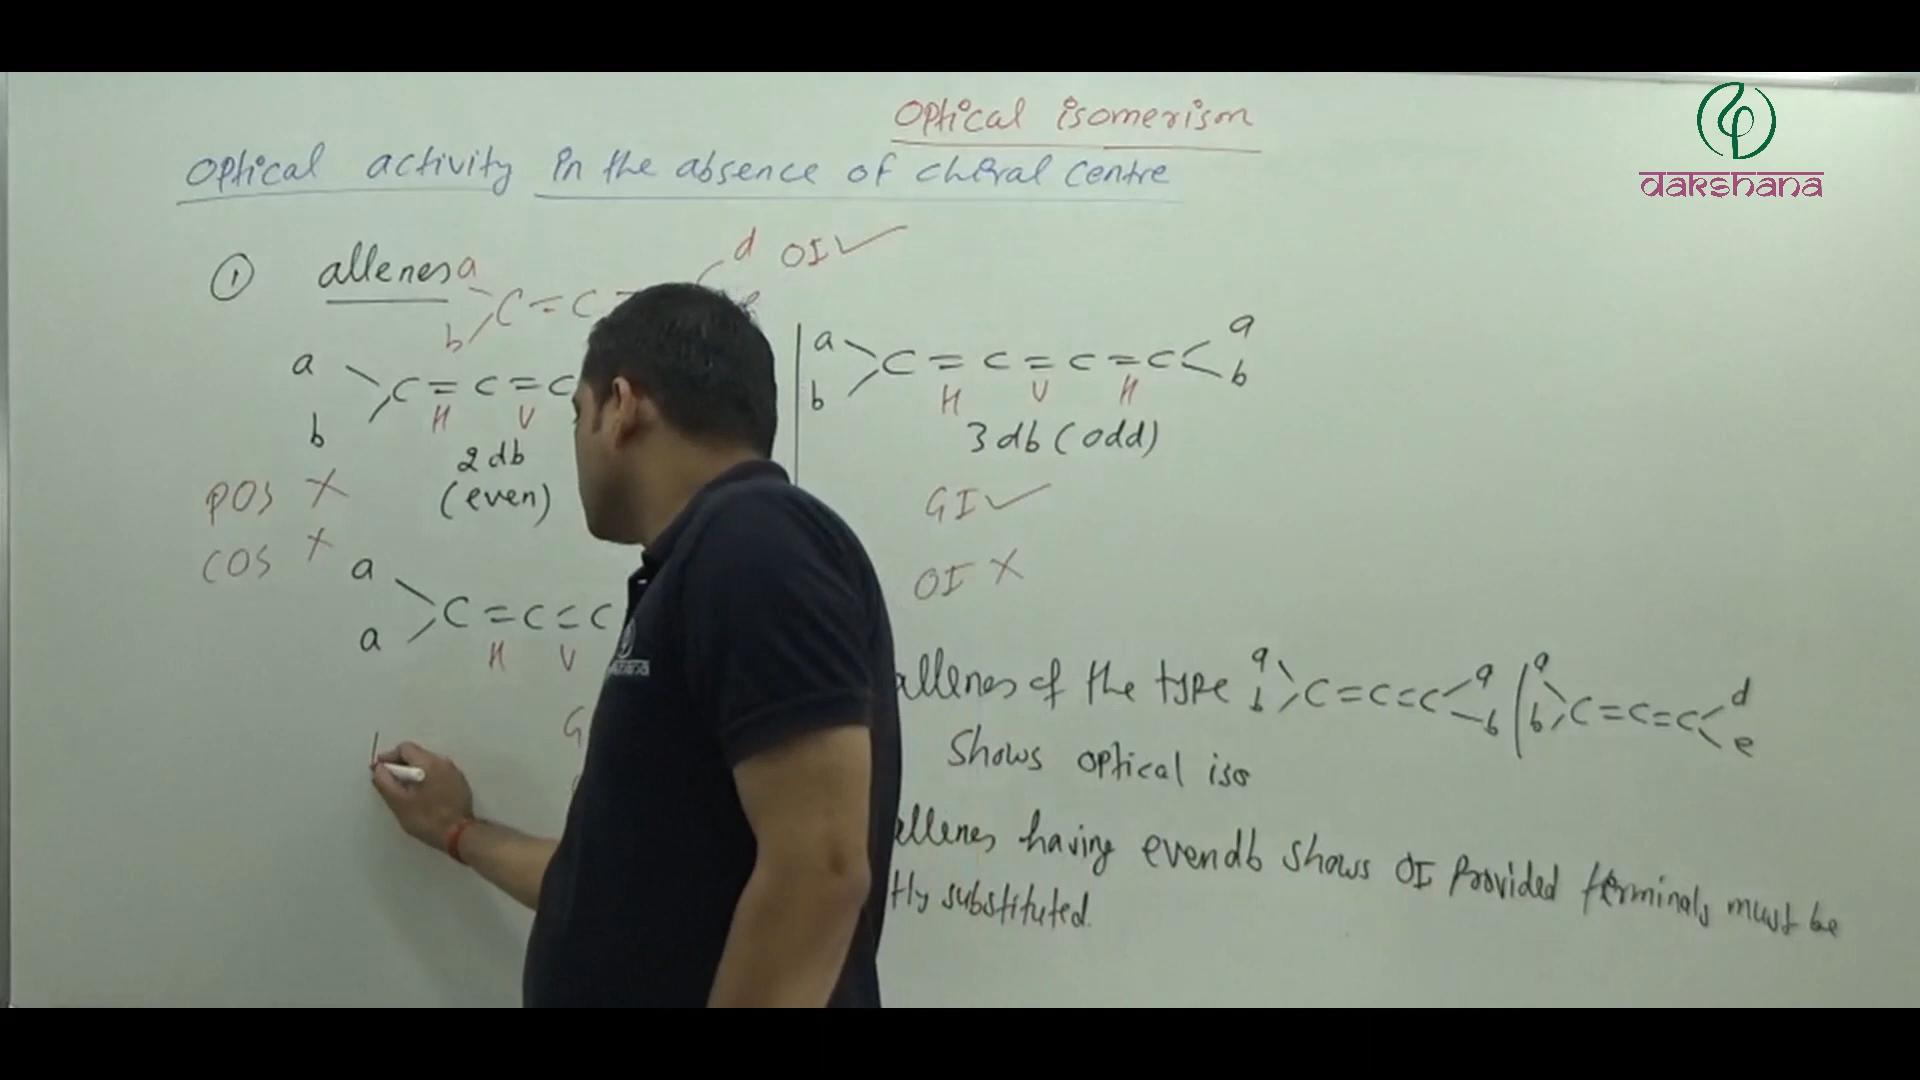 Optical isomerism
dakshana
Optical activity in the absence of chiral centre
① allenes
a d OI ✓
C = C
b
a
C = C = C
b
H V
2 db
(even)
POS X
COS X
a a
C = C = C = C
b b
H V H
3 db (odd)
GI ✓
OI X
a
C = C = C
a
H V
G
allenes of the type a b C = C = C a b | a b C = C = C d e
Shows optical iso
allenes having even db shows OI Provided terminals must be
tly substituted.